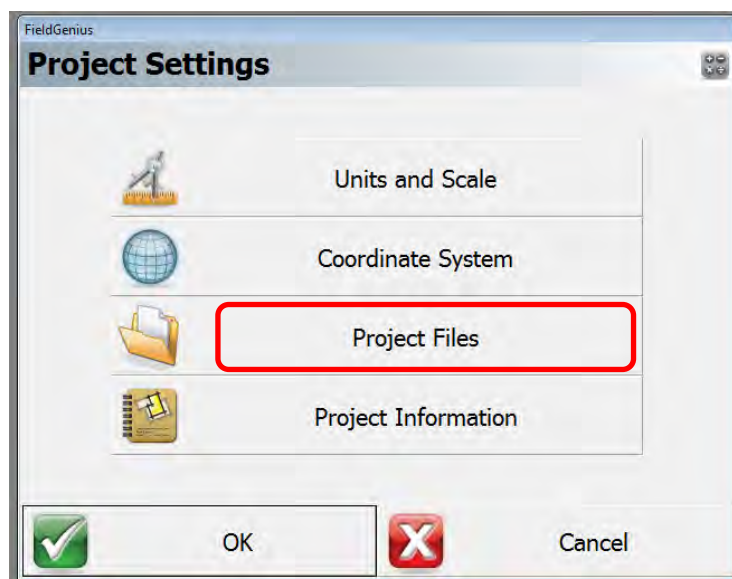 FieldGenius
Project Settings
Units and Scale
Coordinate System
Project Files
Project Information
OK
Cancel